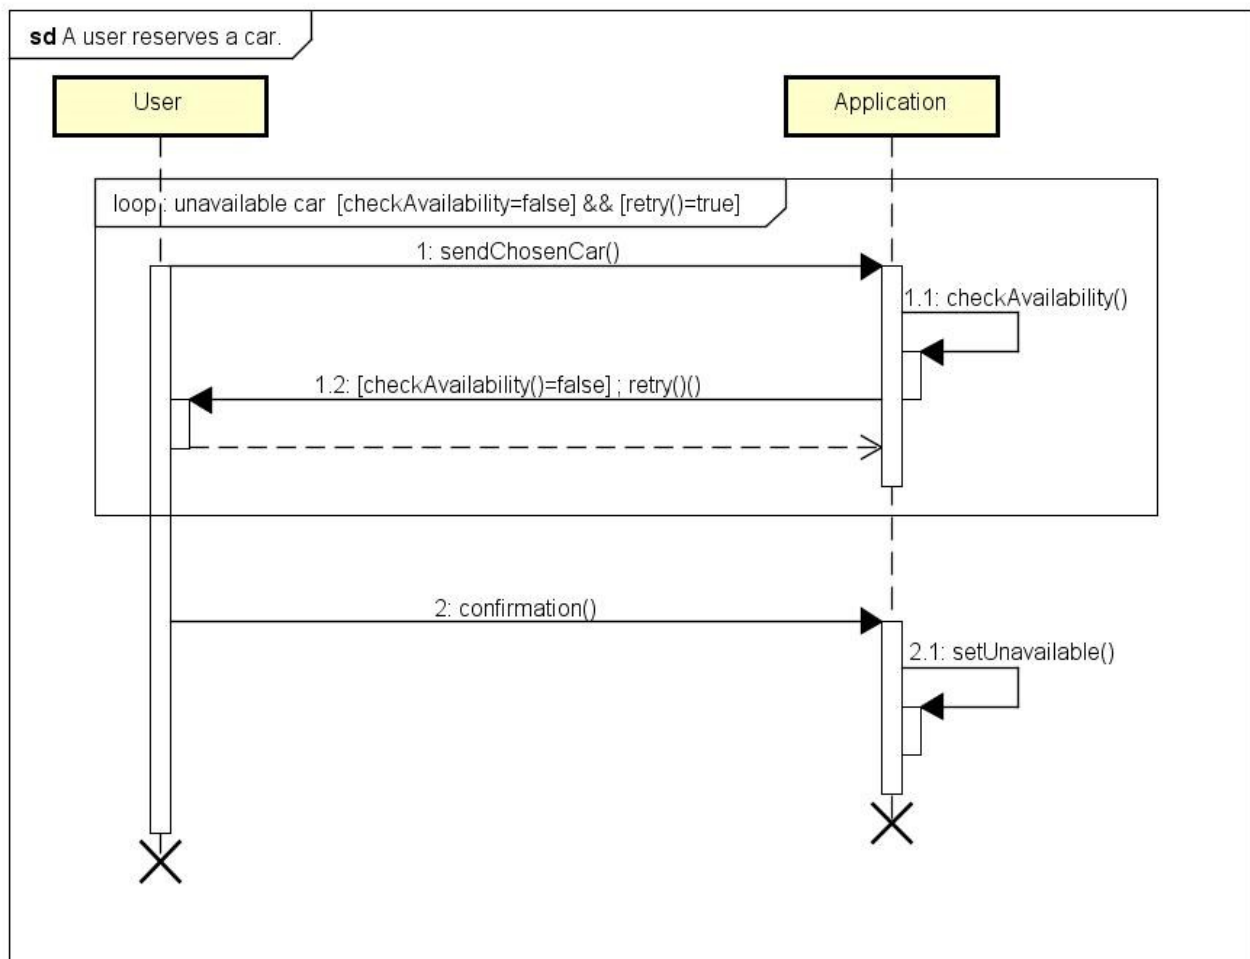 sd A user reserves a car.
User
Application
loop : unavailable car [checkAvailability=false] && [retry()=true]
1: sendChosenCar()
1.1: checkAvailability()
1.2: [checkAvailability()=false] ; retry()()
2: confirmation()
2.1: setUnavailable()